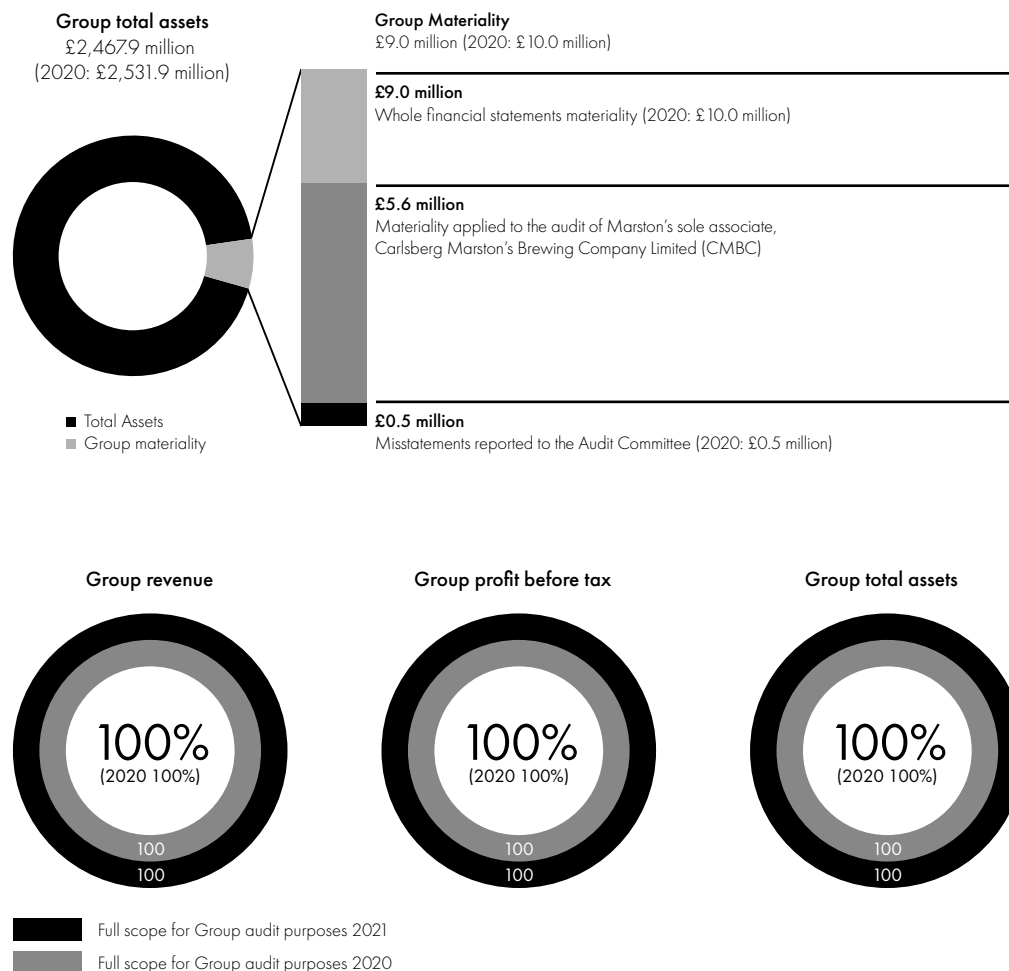 Group total assets
£2,467.9 million
(2020: £2,531.9 million)
Total Assets
Group materiality
Group Materiality
£9.0 million (2020: £10.0 million)
£9.0 million
Whole financial statements materiality (2020: £10.0 million)
£5.6 million
Materiality applied to the audit of Marston’s sole associate,
Carlsberg Marston’s Brewing Company Limited (CMBC)
£0.5 million
Misstatements reported to the Audit Committee (2020: £0.5 million)
Group revenue
100%
(2020 100%)
100
100
Group profit before tax
100%
(2020 100%)
100
100
Group total assets
100%
(2020 100%)
100
100
Full scope for Group audit purposes 2021
Full scope for Group audit purposes 2020